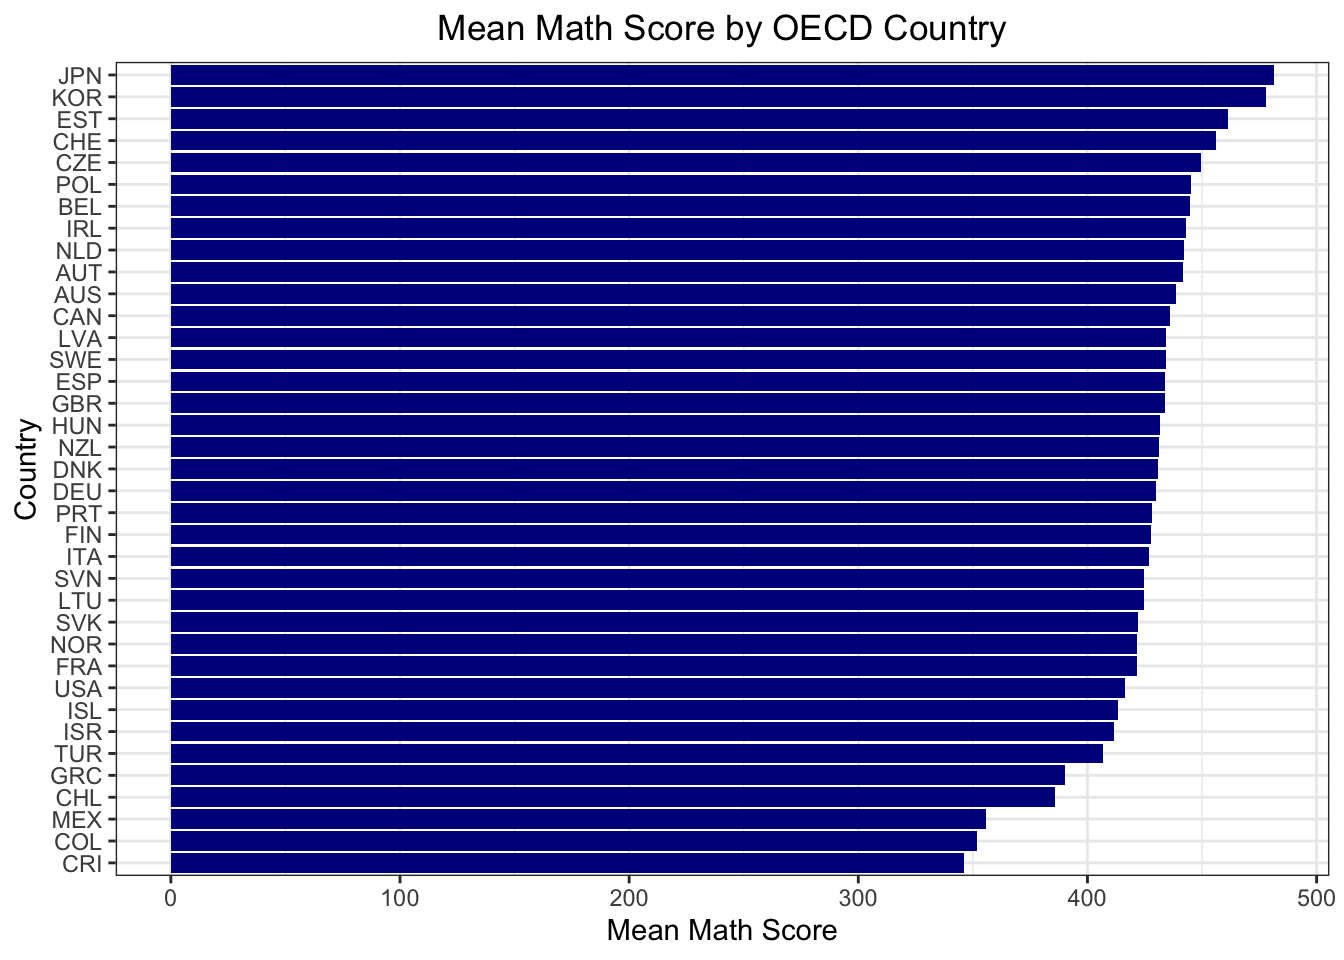 Mean Math Score by OECD Country
JPN
KOR
EST
CHE
CZE
POL
BEL
IRL
NLD
AUT
AUS
CAN
LVA
SWE
ESP
GBR
HUN
NZL
DNK
DEU
PRT
FIN
ITA
SVN
LTU
SVK
NOR
FRA
USA
ISL
ISR
TUR
GRC
CHL
MEX
COL
CRI
Country
0 100 200 300 400 500
Mean Math Score